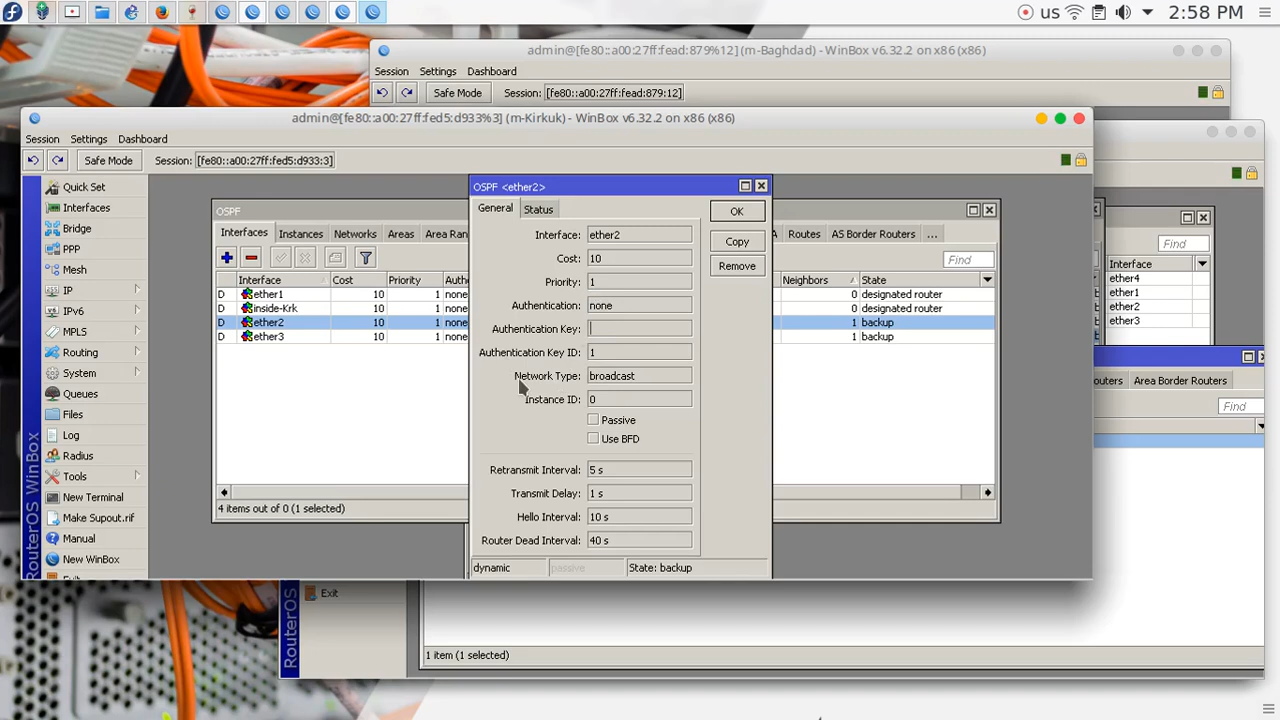 us 2:58 PM
admin@[fe80::a00:27ff:fead:879%12] (m-Baghdad) - WinBox v6.32.2 on x86 (x86)
Session Settings Dashboard
Safe Mode Session: [fe80::a00:27ff:fead:879:12]
admin@[fe80::a00:27ff:fed5:d933%3] (m-Kirkuk) - WinBox v6.32.2 on x86 (x86)
Session Settings Dashboard
Safe Mode Session: [fe80::a00:27ff:fed5:d933:3]
Quick Set
Interfaces
Bridge
PPP
Mesh
IP
IPv6
MPLS
Routing
System
Queues
Files
Log
Radius
Tools
New Terminal
Make Supout.rif
Manual
New WinBox
Exit
RouterOS WinBox
OSPF
Interfaces Instances Networks Areas Area Ran Routes AS Border Routers ...
Find
Interface Cost Priority Authe Neighbors State
D ether1 10 1 none 0 designated router
D inside-Krk 10 1 none 0 designated router
D ether2 10 1 none 1 backup
D ether3 10 1 none 1 backup
4 items out of 0 (1 selected)
OSPF <ether2>
General Status
Interface: ether2
Cost: 10
Priority: 1
Authentication: none
Authentication Key:
Authentication Key ID: 1
Network Type: broadcast
Instance ID: 0
Passive
Use BFD
Retransmit Interval: 5 s
Transmit Delay: 1 s
Hello Interval: 10 s
Router Dead Interval: 40 s
dynamic passive State: backup
OK
Copy
Remove
Find
Interface
ether4
ether1
ether2
ether3
outers Area Border Routers
Find
Exit
RouterOS
1 item (1 selected)